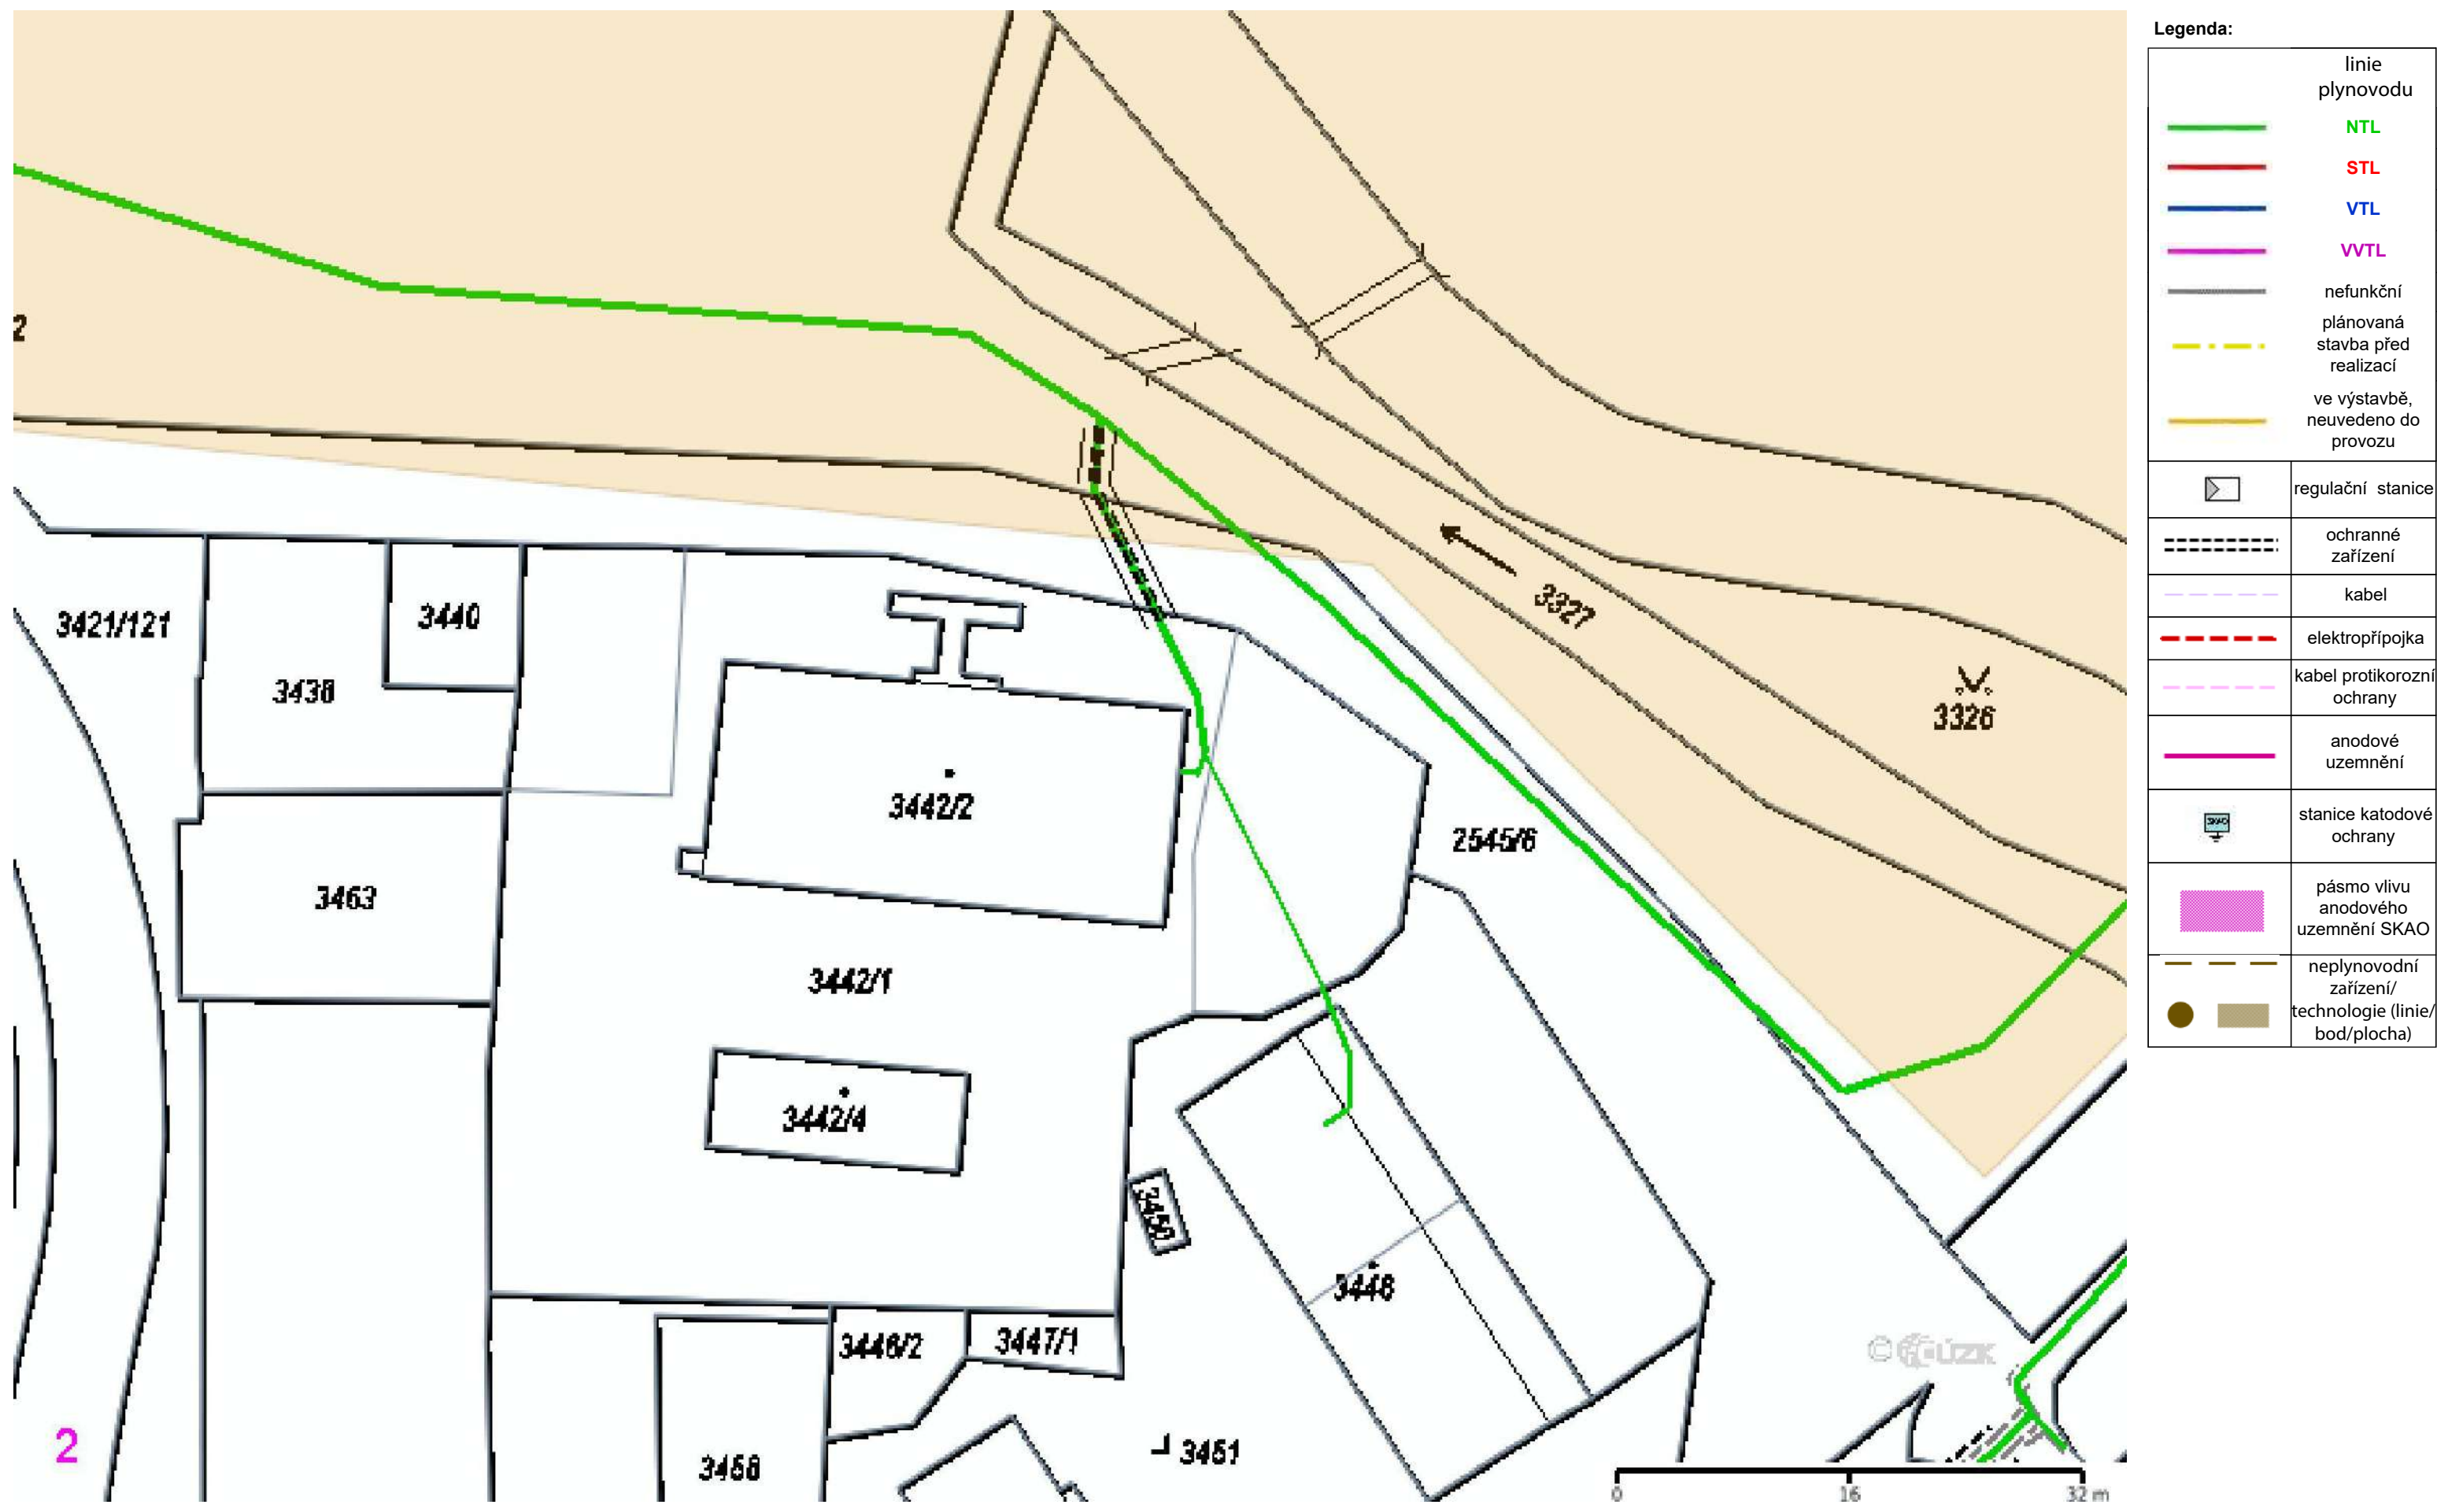 Legenda:
linie
plynovodu
NTL
STL
VTL
VVTL
nefunkční
plánovaná
stavba před
realizací
ve výstavbě,
neuvedeno do
provozu
regulační stanice
ochranné
zařízení
kabel
elektropřípojka
kabel protikorozní
ochrany
anodové
uzemnění
SKAO
stanice katodové
ochrany
pásmo vlivu
anodového
uzemnění SKAO
neplynovodní
zařízení/
technologie (linie/
bod/plocha)
2
3421/121
3440
3438
3327
3326
3442/2
2545/6
3463
3442/1
3442/4
3450
3448
3446/2
3447/1
© ČÚZK
2
3458
3451
0 16 32 m